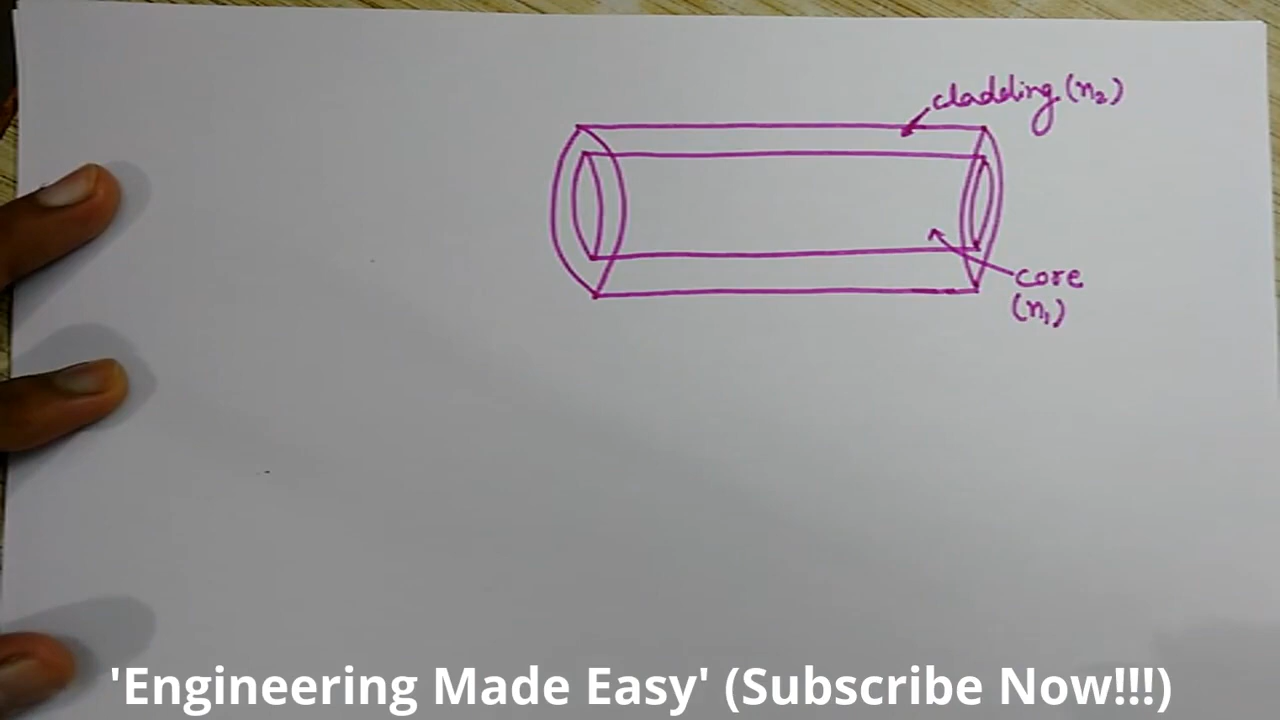 cladding (n₂)
core
(n₁)
'Engineering Made Easy' (Subscribe Now!!!)